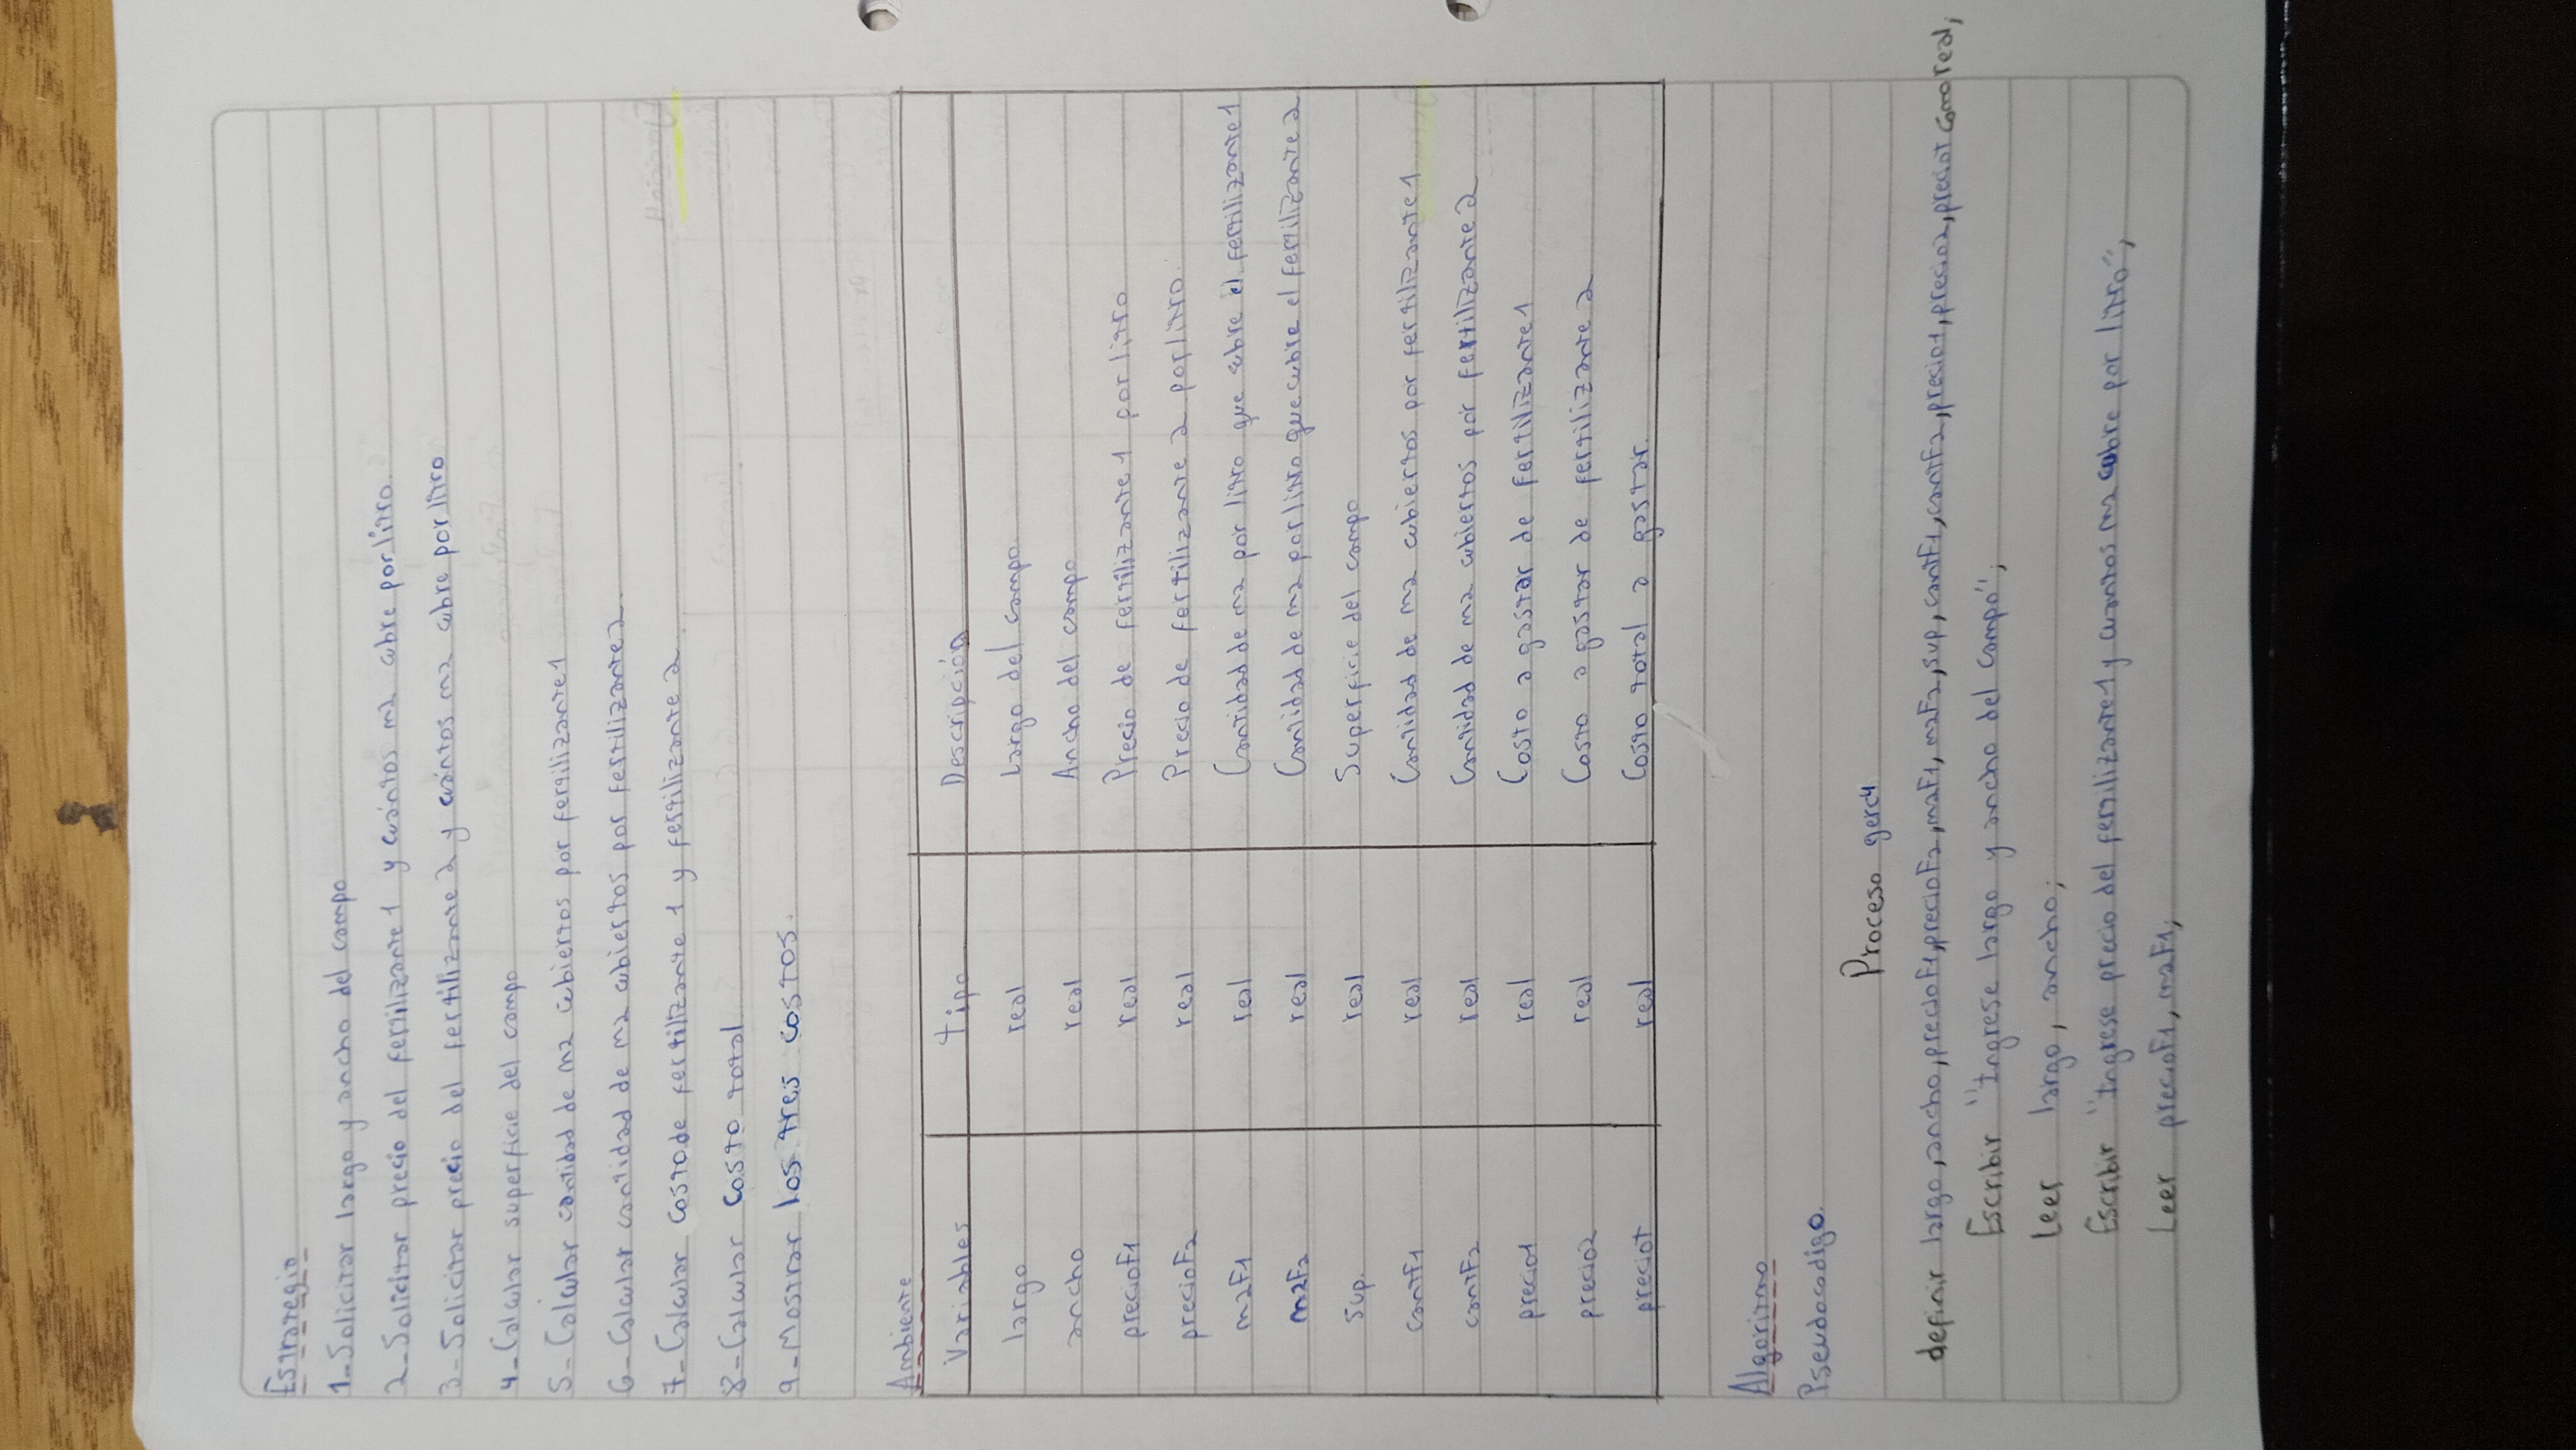 Estrategia
1-Solicitar largo y ancho del campo
2-Solicitar precio del fertilizante 1 y cuántos m2 cubre por litro.
3-Solicitar precio del fertilizante 2 y cuántos m2 cubre por litro
4-Calcular superficie del campo
5-Calcular cantidad de m2 cubiertos por fertilizante 1
6-Calcular cantidad de m2 cubiertos por fertilizante 2.
7-Calcular costo de fertilizante 1 y fertilizante 2.
8-Calcular costo total
9-Mostrar los tres costos.
Ambiente
Variables tipo Descripción
largo real Largo del campo.
ancho real Ancho del campo
precioF1 real Precio de fertilizante 1 por litro
precioF2 real Precio de fertilizante 2 por litro.
m2F1 real Cantidad de m2 por litro que cubre el fertilizante 1
m2F2 real Cantidad de m2 por litro que cubre el fertilizante 2
sup. real Superficie del campo
cantF1 real Cantidad de m2 cubiertos por fertilizante 1
cantF2 real Cantidad de m2 cubiertos por fertilizante 2
precio1 real Costo a gastar de fertilizante 1
precio2 real Costo a gastar de fertilizante 2
preciot real Costo total a gastar.
Algoritmo
Pseudocodigo.
Proceso gerc4
definir largo, ancho, precioF1, precioF2, m2F1, m2F2, sup, cantF1, cantF2, precio1, precio2, preciot como real;
Escribir "Ingrese largo y ancho del campo";
Leer largo, ancho;
Escribir "Ingrese precio del fertilizante 1 y cuantos m2 cubre por litro";
Leer precioF1, m2F1;